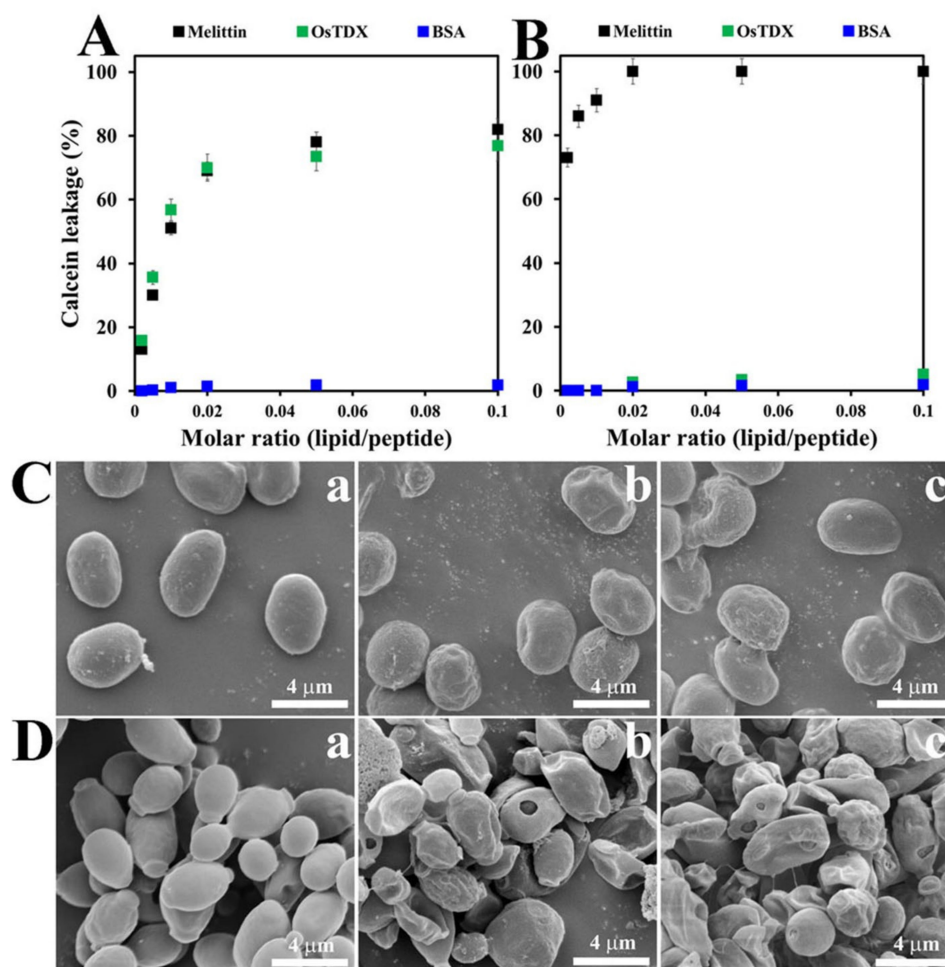 A
Melittin OsTDX BSA
Calcein leakage (%)
100
80
60
40
20
0
0 0.02 0.04 0.06 0.08 0.1
Molar ratio (lipid/peptide)
B
Melittin OsTDX BSA
100
80
60
40
20
0
0 0.02 0.04 0.06 0.08 0.1
Molar ratio (lipid/peptide)
C
a
4 μm
b
4 μm
c
4 μm
D
a
4 μm
b
4 μm
c
4 μm